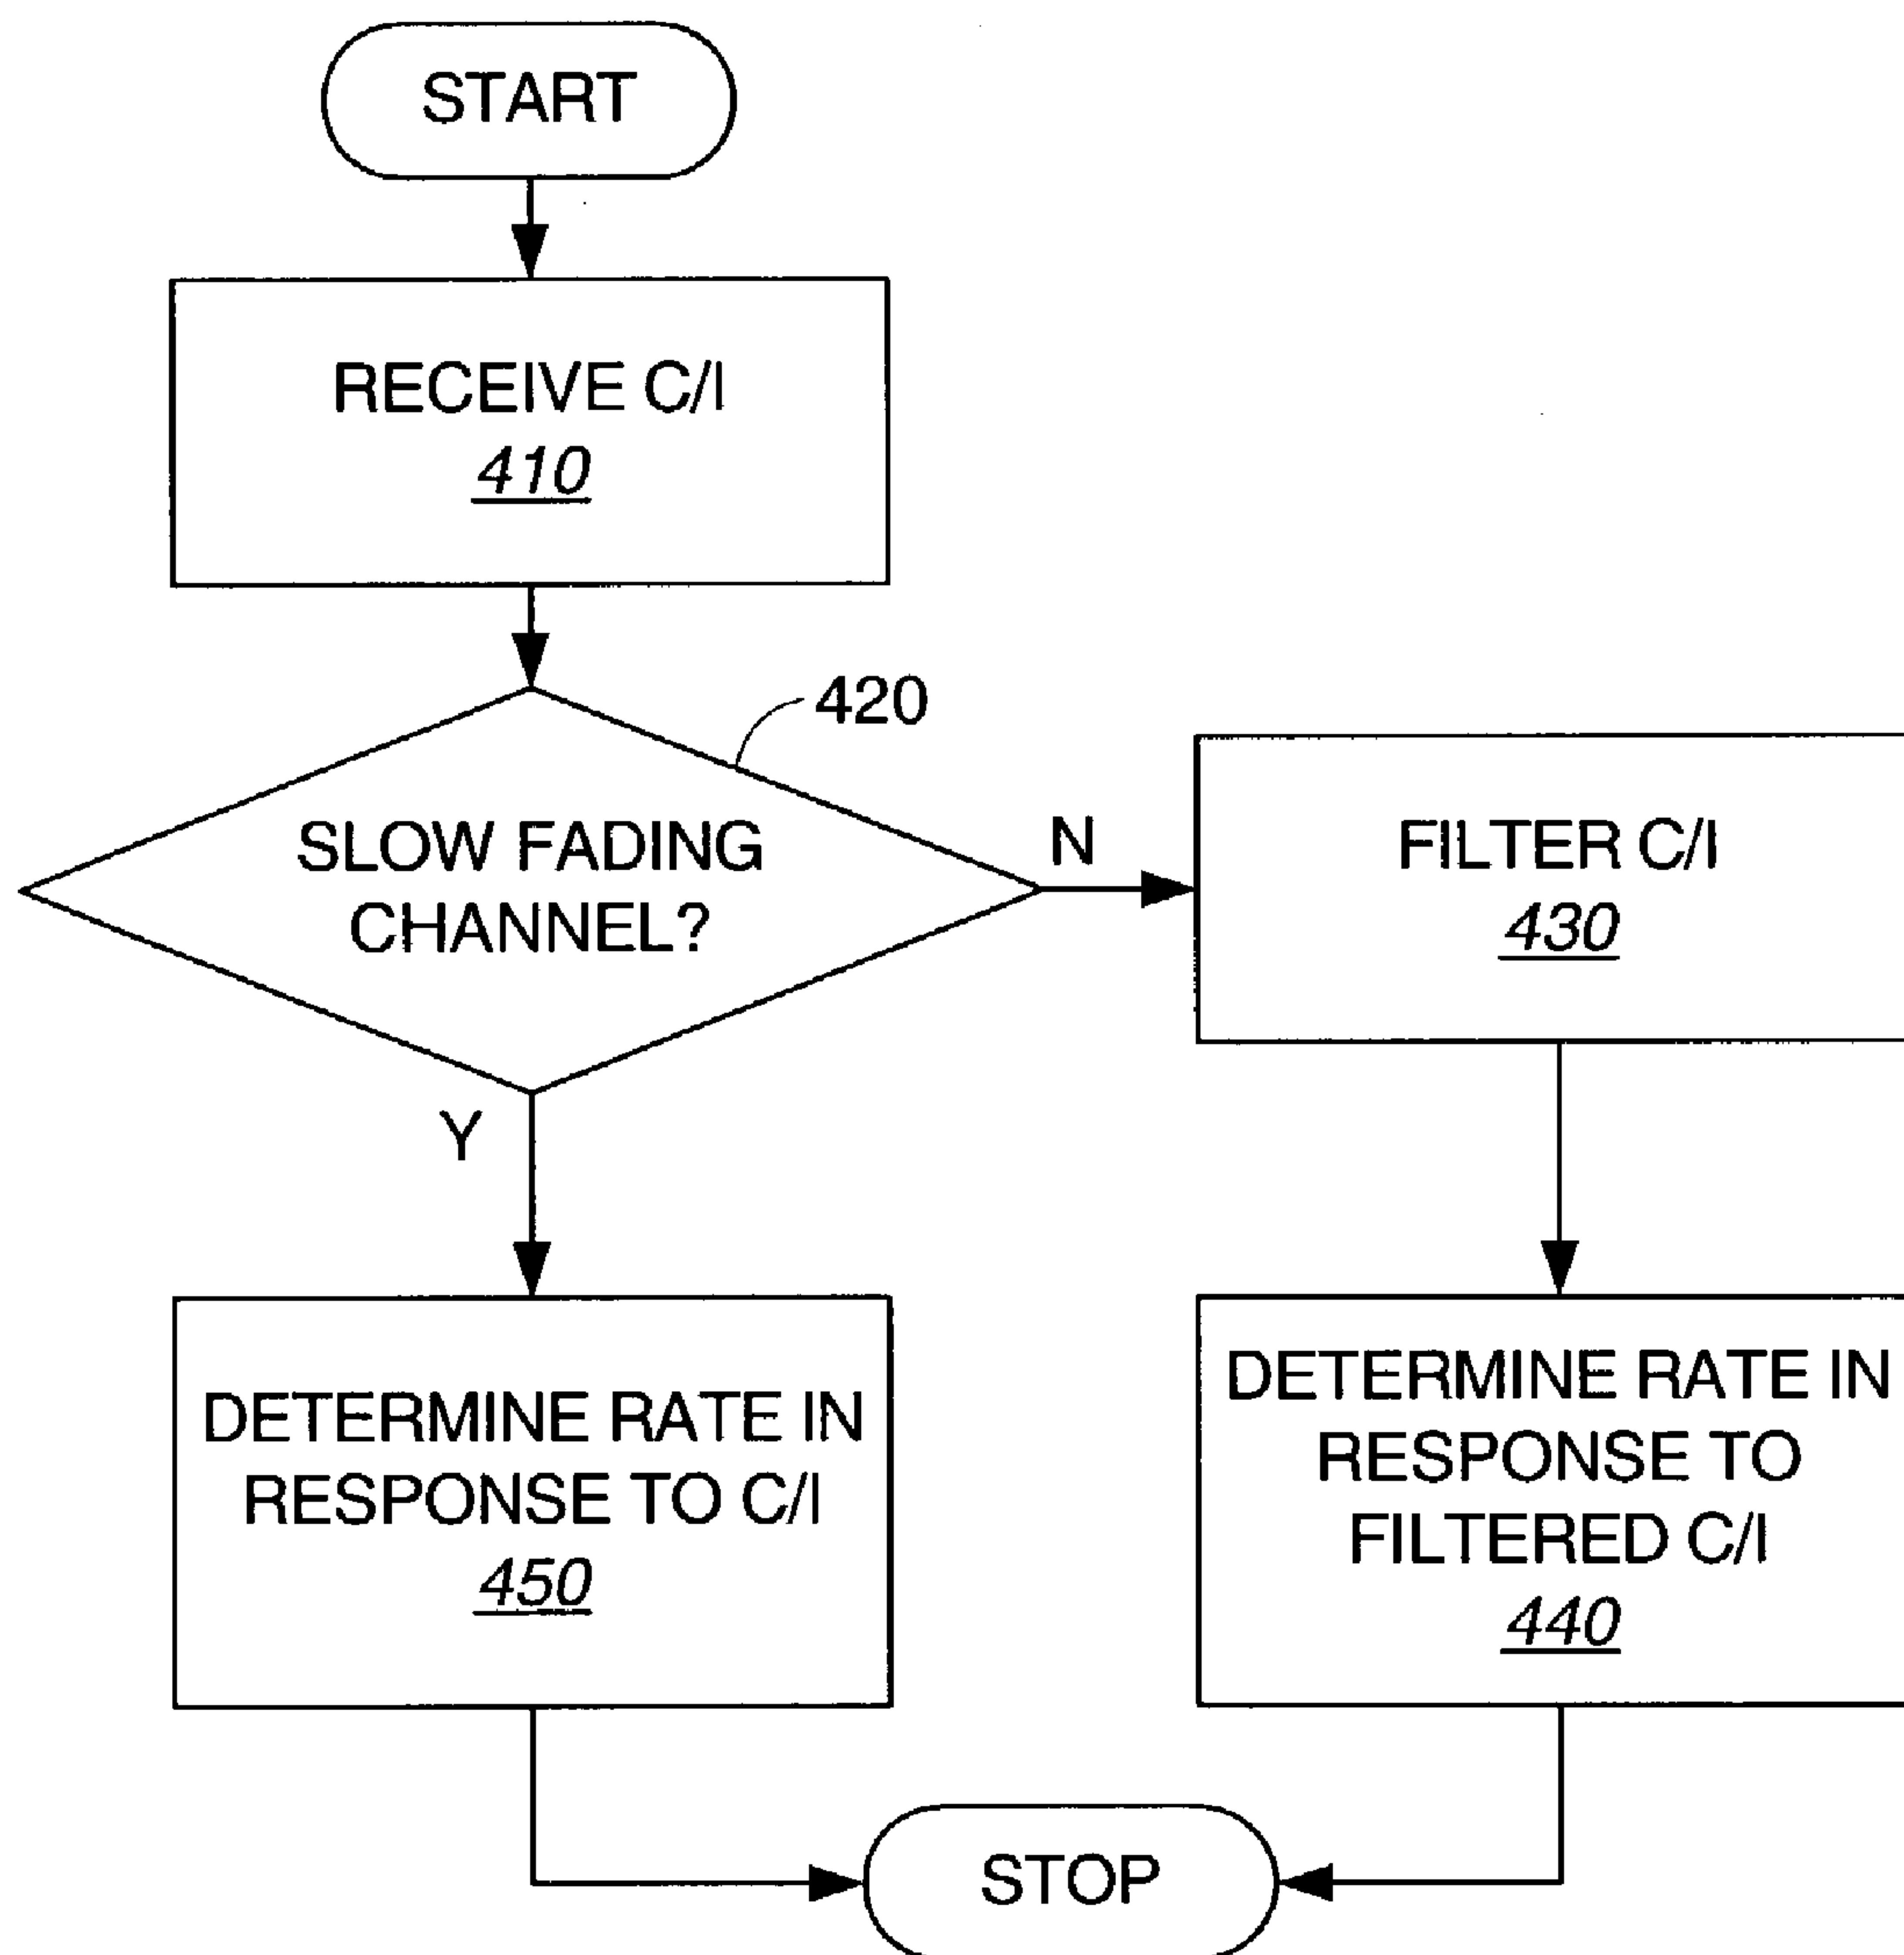 START
RECEIVE C/I
410
420
SLOW FADING
CHANNEL?
N
FILTER C/I
430
Y
DETERMINE RATE IN
RESPONSE TO C/I
450
DETERMINE RATE IN
RESPONSE TO
FILTERED C/I
440
STOP